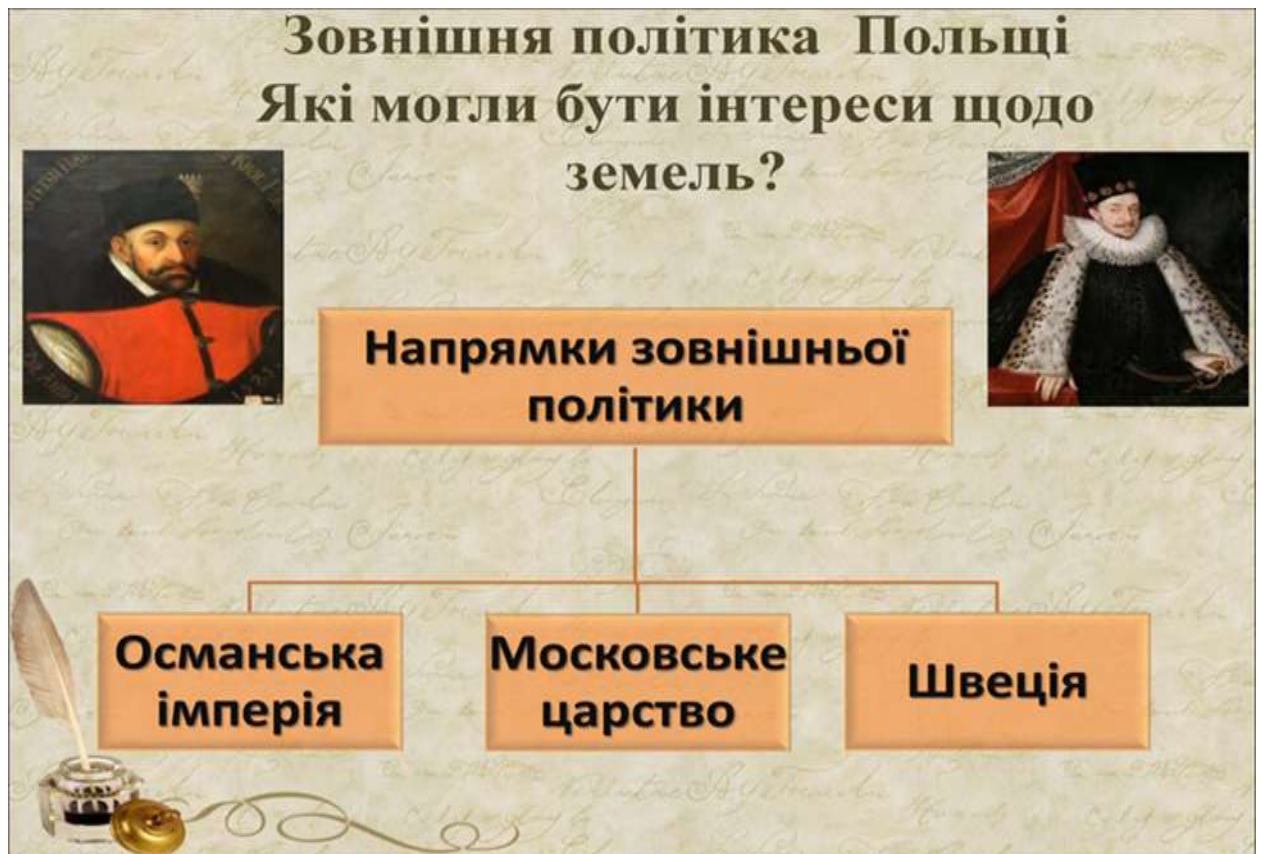 Зовнішня політика Польщі
Які могли бути інтереси щодо
земель?
Напрямки зовнішньої
політики
Османська
імперія
Московське
царство
Швеція